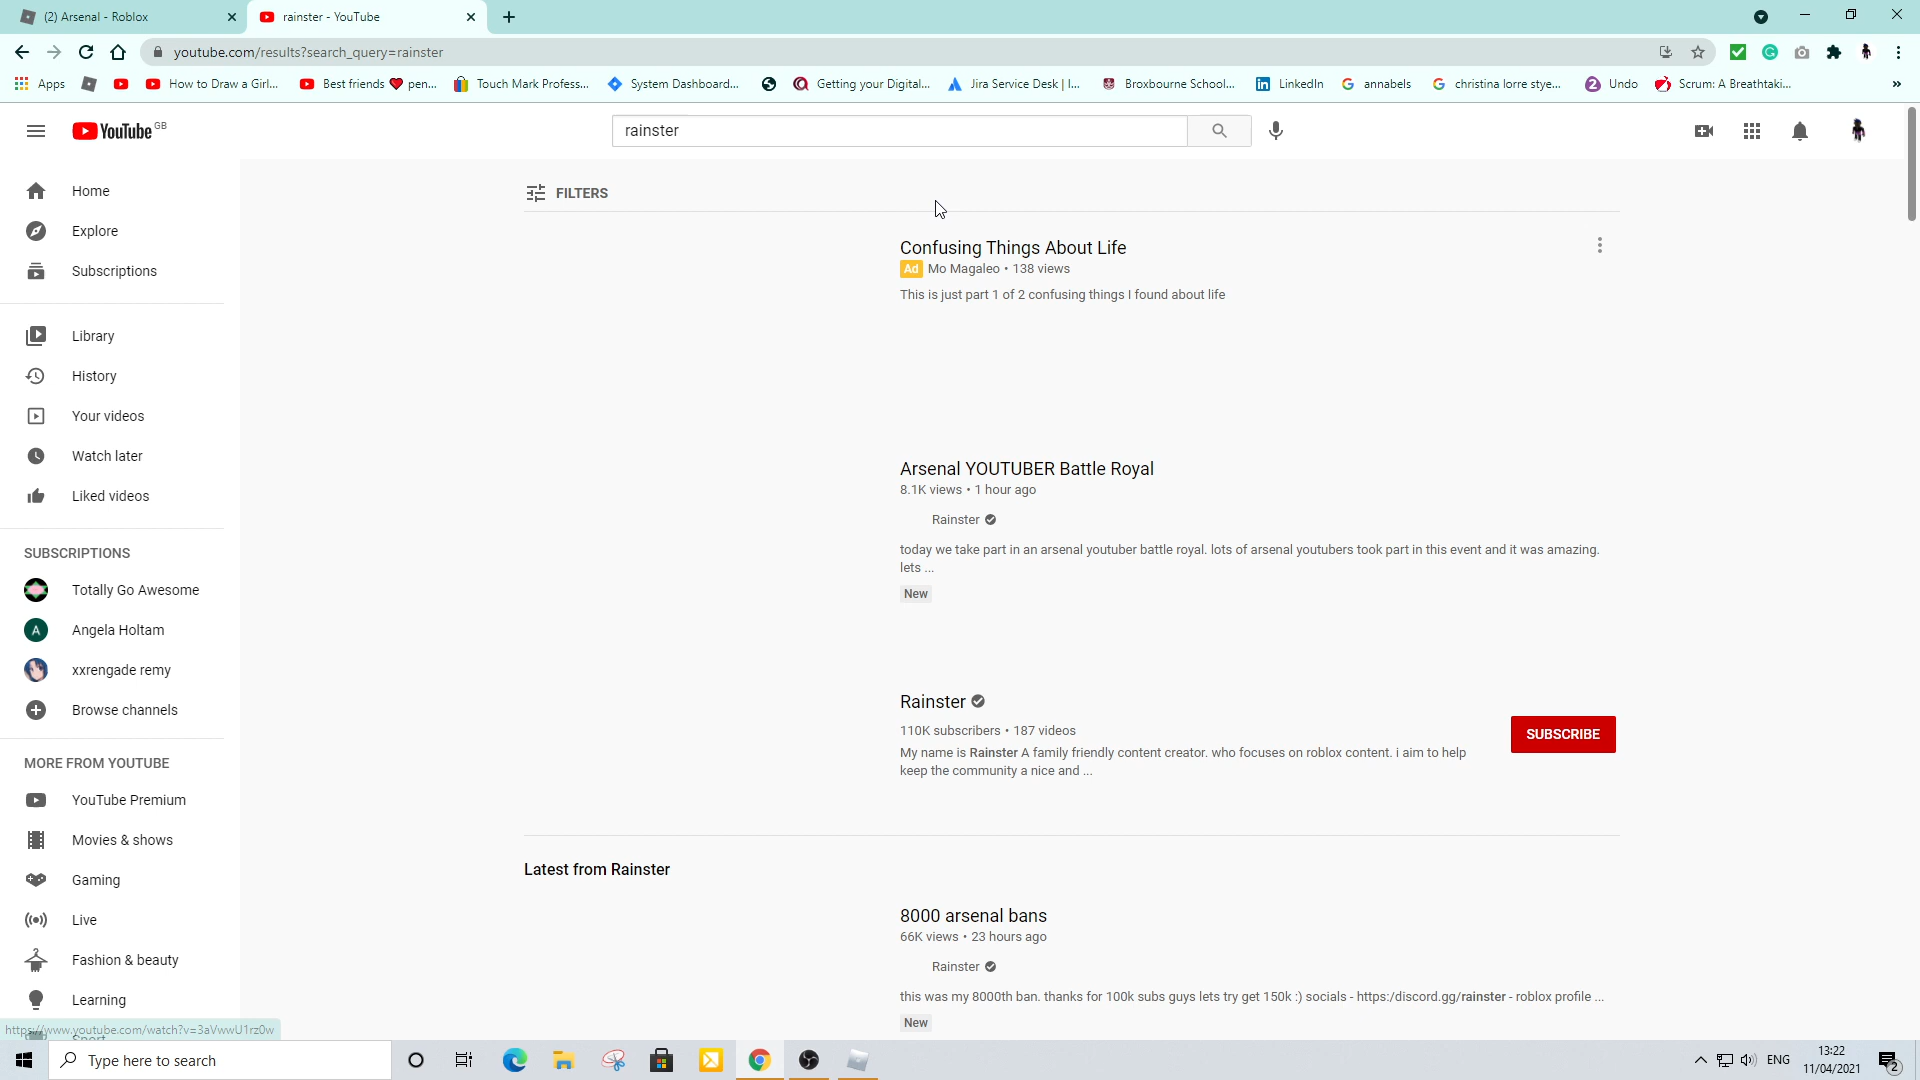 (2) Arsenal - Roblox
rainster - YouTube
youtube.com/results?search_query=rainster
Apps
How to Draw a Girl...
Best friends ❤ pen...
Touch Mark Profess...
System Dashboard...
Getting your Digital...
Jira Service Desk | I...
Broxbourne School...
LinkedIn
annabels
christina lorre stye...
Undo
Scrum: A Breathtaki...
»
YouTube GB
rainster
Home
Explore
Subscriptions
Library
History
Your videos
Watch later
Liked videos
SUBSCRIPTIONS
Totally Go Awesome
A Angela Holtam
xxrengade remy
Browse channels
MORE FROM YOUTUBE
YouTube Premium
Movies & shows
Gaming
Live
Fashion & beauty
Learning
Sport
https://www.youtube.com/watch?v=3aVwwU1rz0w
FILTERS
Confusing Things About Life
Ad Mo Magaleo • 138 views
This is just part 1 of 2 confusing things I found about life
Arsenal YOUTUBER Battle Royal
8.1K views • 1 hour ago
Rainster
today we take part in an arsenal youtuber battle royal. lots of arsenal youtubers took part in this event and it was amazing.
lets ...
New
Rainster
110K subscribers • 187 videos
My name is Rainster A family friendly content creator. who focuses on roblox content. i aim to help
keep the community a nice and ...
SUBSCRIBE
Latest from Rainster
8000 arsenal bans
66K views • 23 hours ago
Rainster
this was my 8000th ban. thanks for 100k subs guys lets try get 150k :) socials - https:/discord.gg/rainster - roblox profile ...
New
Type here to search
ENG
13:22
11/04/2021
2